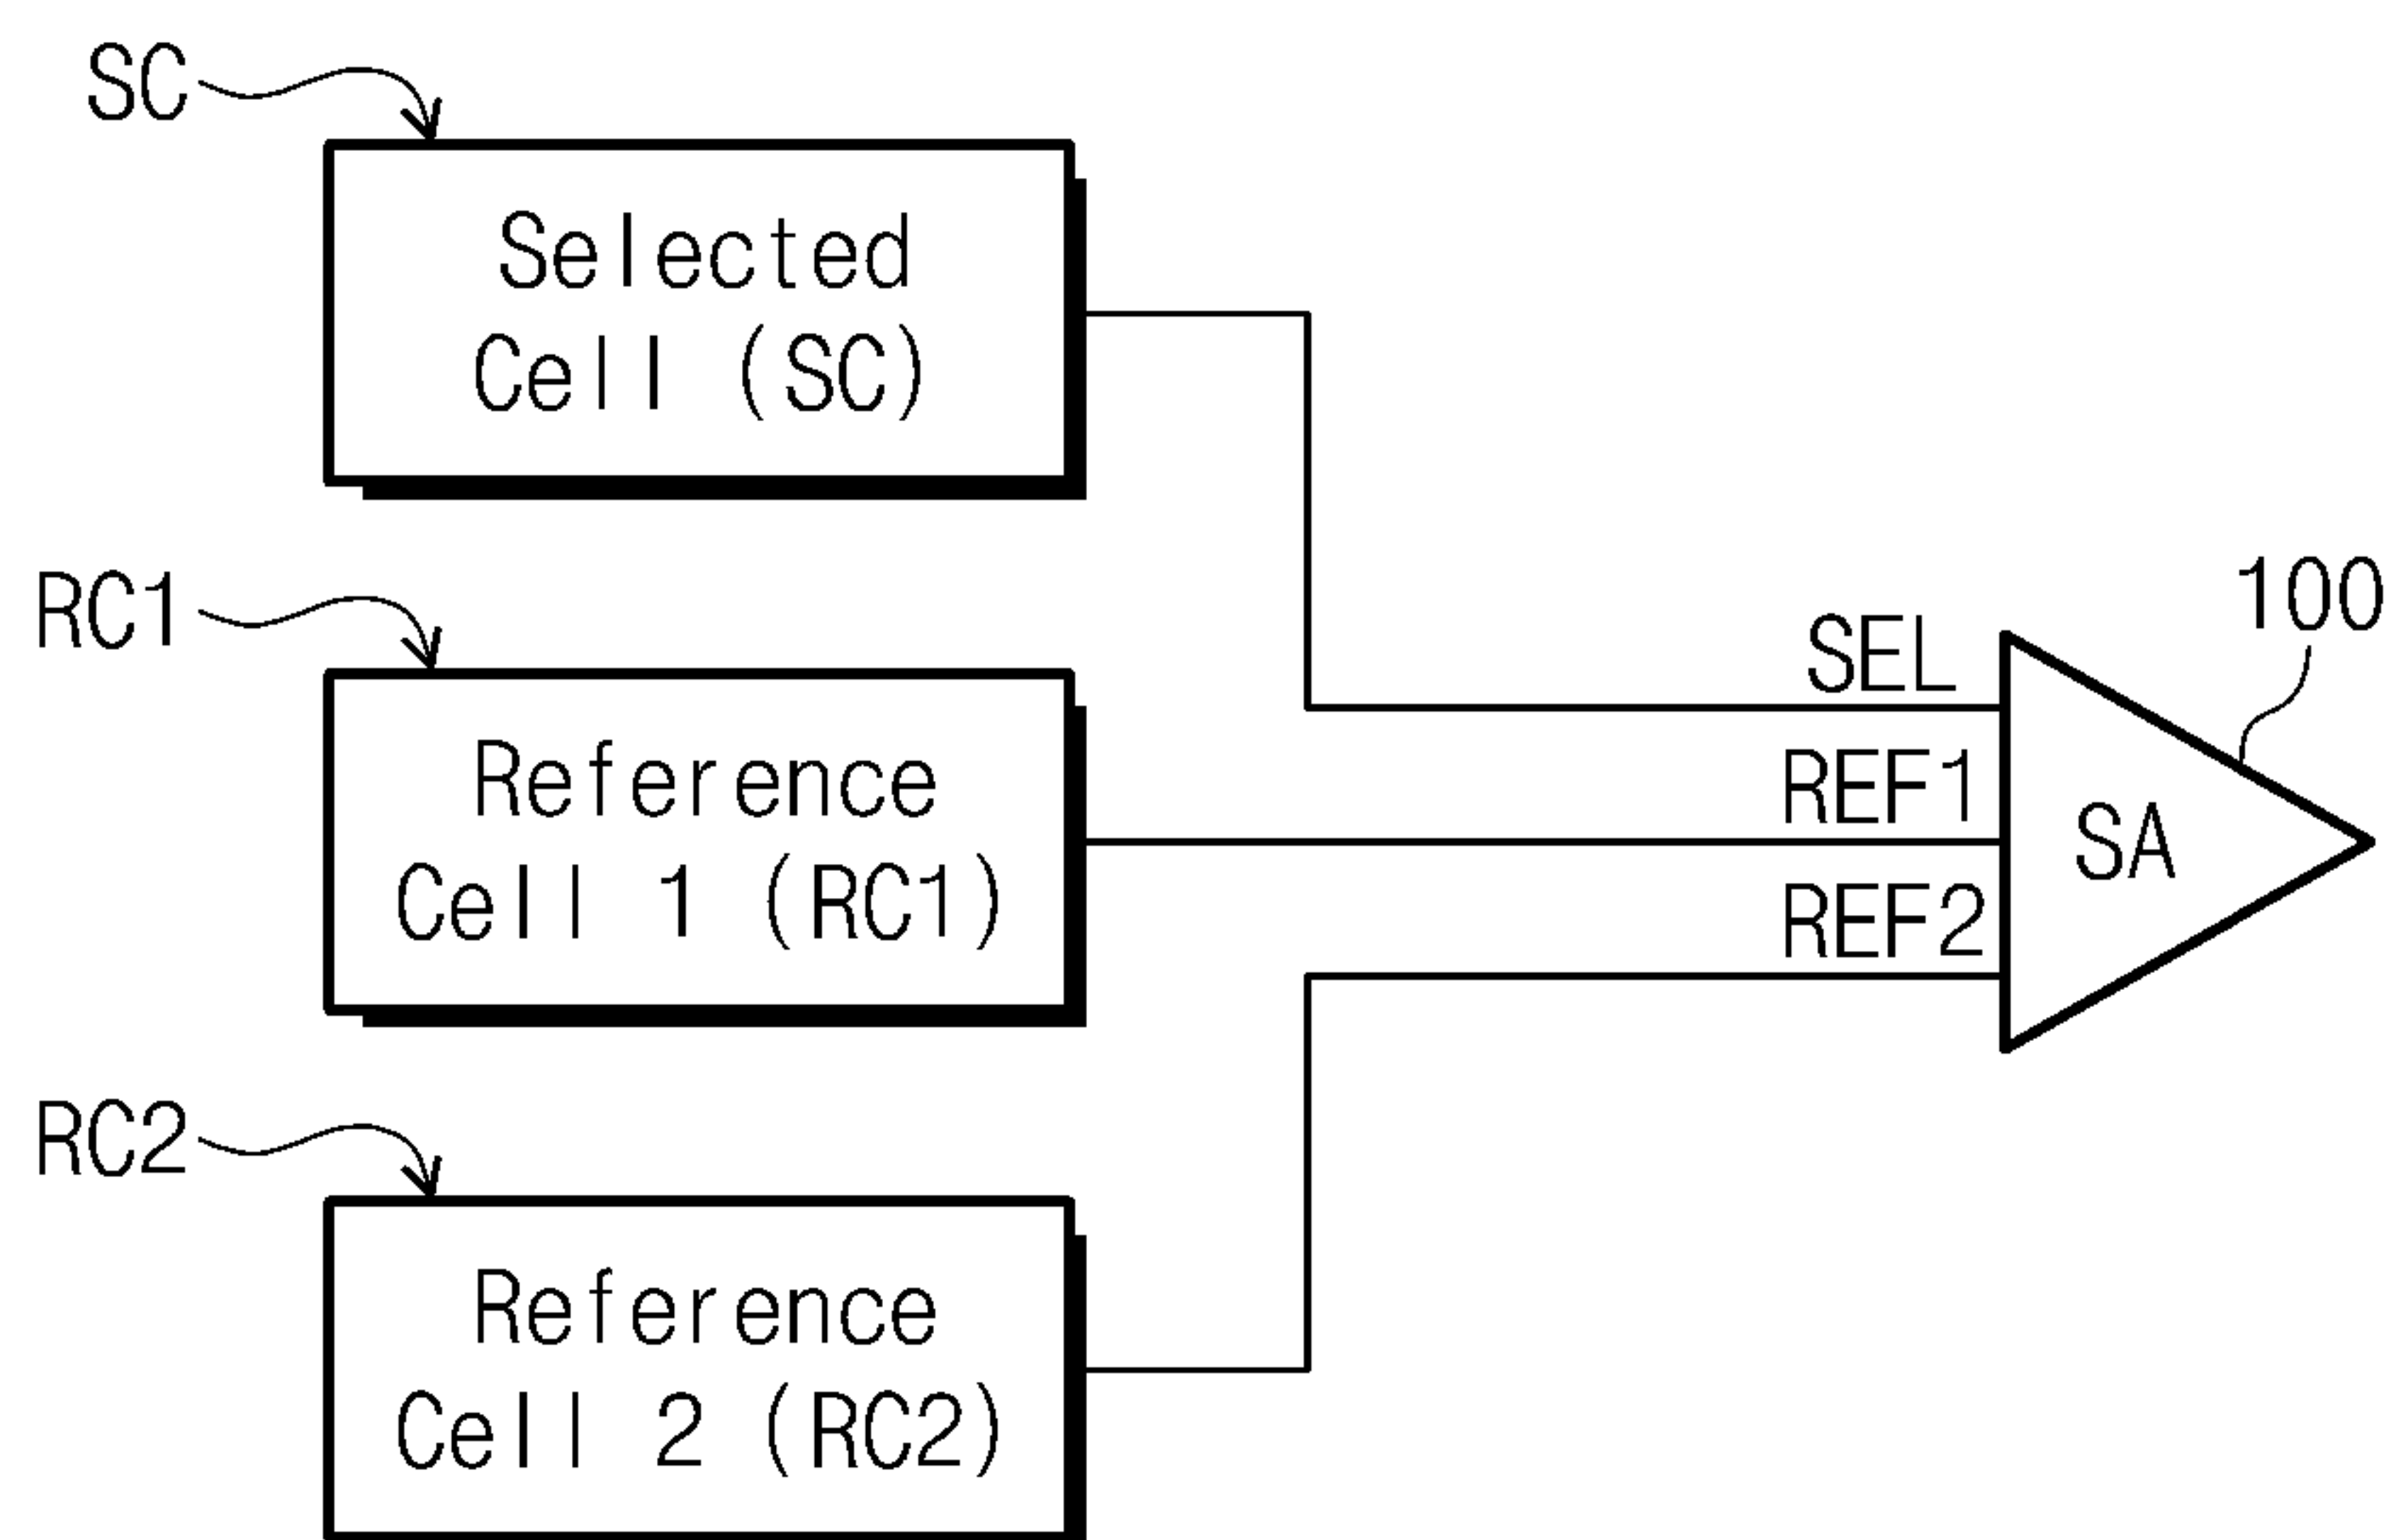 SC
Selected
Cell (SC)
RC1
Reference
Cell 1 (RC1)
RC2
Reference
Cell 2 (RC2)
SEL
REF1
REF2
SA
100